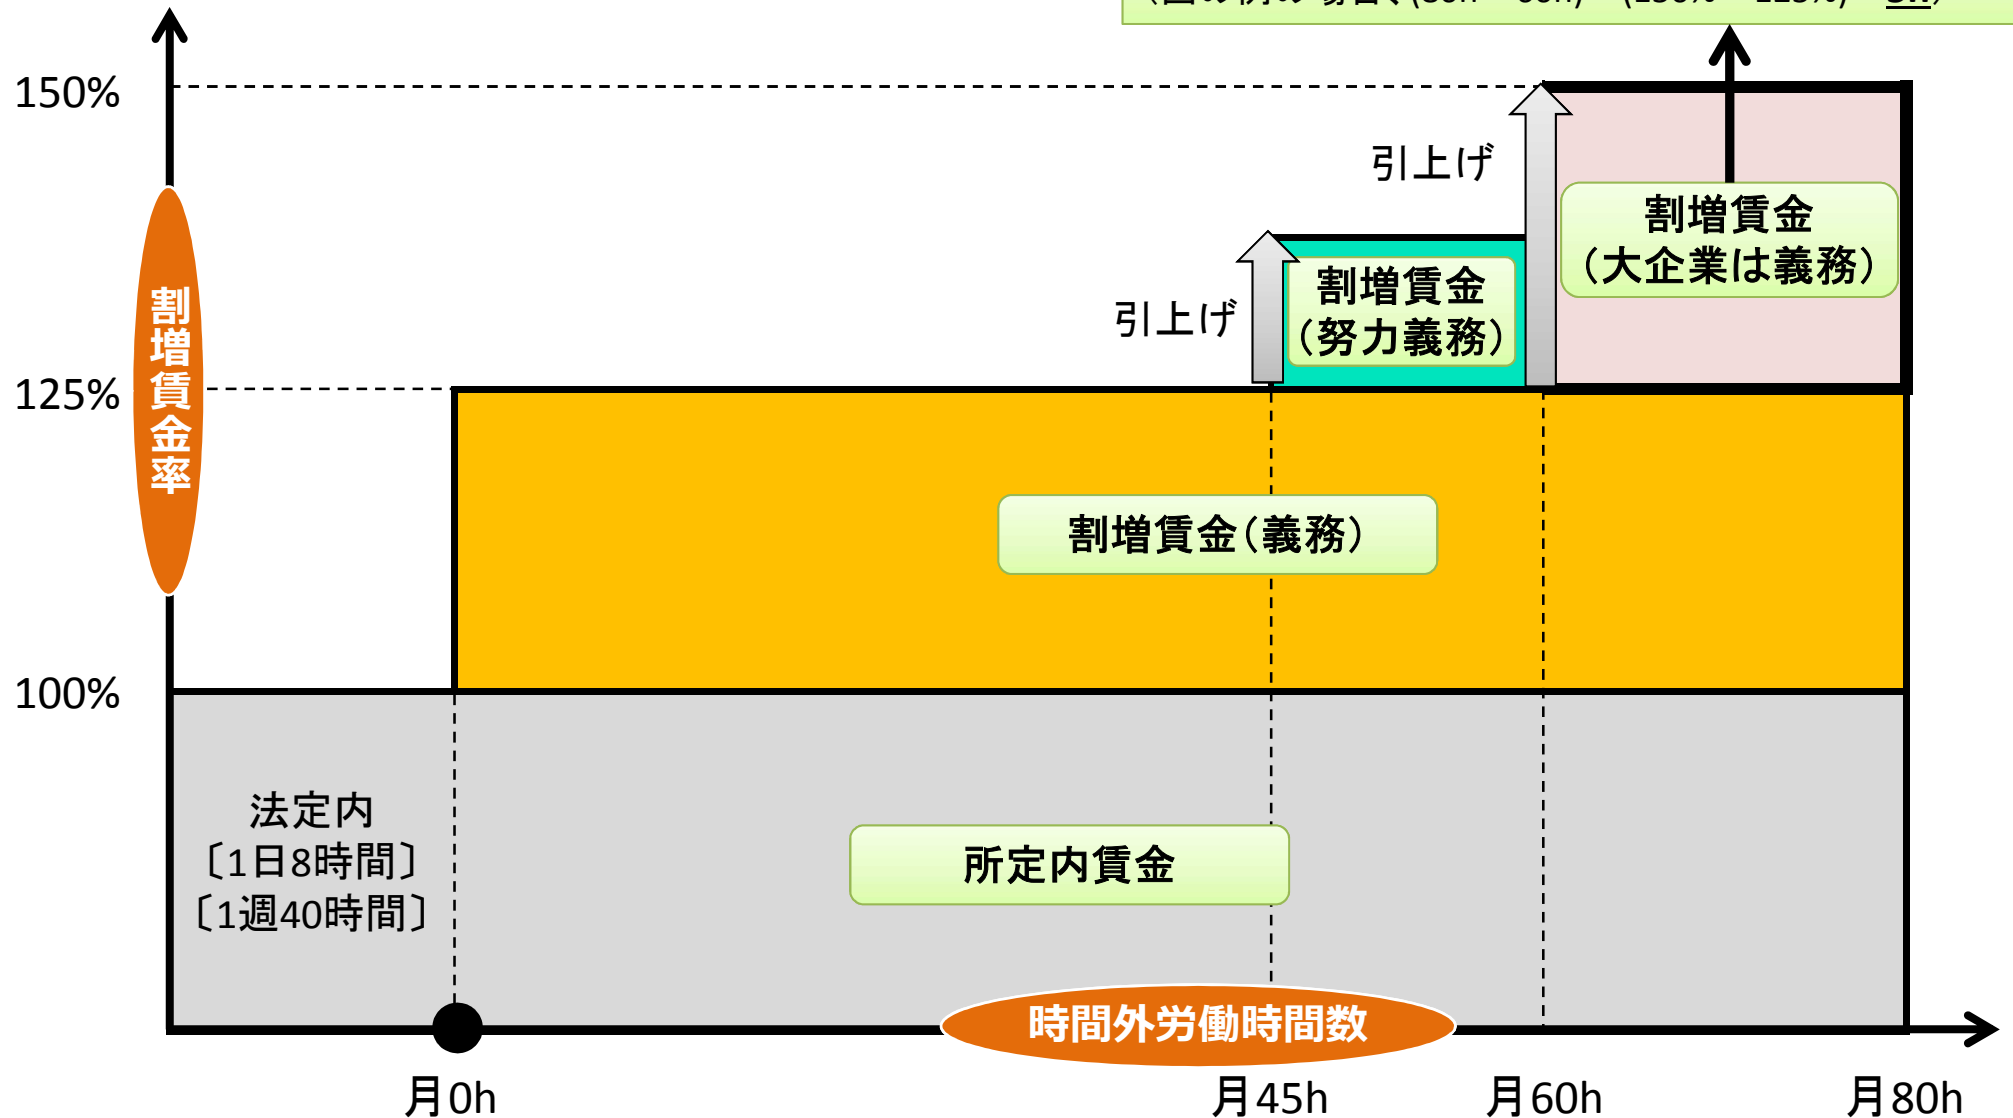 150%
引上げ
割増賃金
（大企業は義務）
割増賃金
（努力義務）
引上げ
割増賃金率
125%
割増賃金（義務）
100%
法定内
〔1日8時間〕
〔1週40時間〕
所定内賃金
時間外労働時間数
月0h
月45h
月60h
月80h